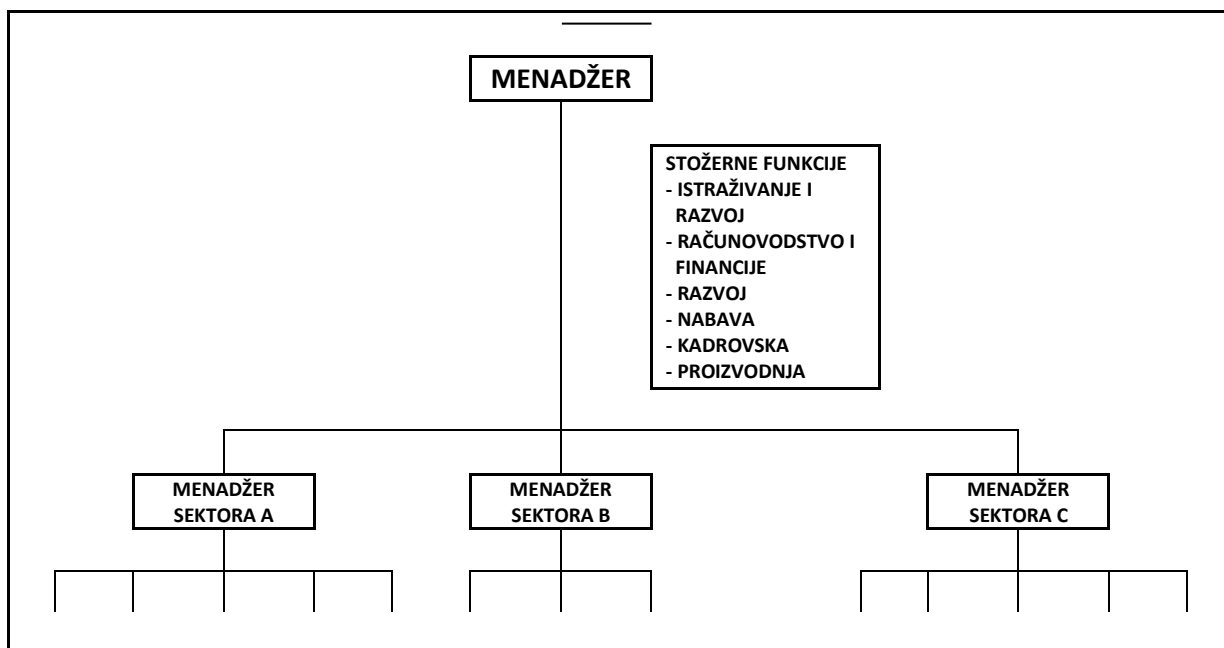 MENADŽER
STOŽERNE FUNKCIJE
- ISTRAŽIVANJE I
RAZVOJ
- RAČUNOVODSTVO I
FINANCIJE
- RAZVOJ
- NABAVA
- KADROVSKA
- PROIZVODNJA
MENADŽER
SEKTORA A
MENADŽER
SEKTORA B
MENADŽER
SEKTORA C